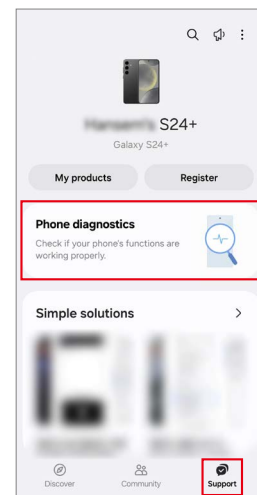 S24+
Galaxy S24+
My products
Register
Phone diagnostics
Check if your phone's functions are
working properly.
Simple solutions
Discover
Community
Support